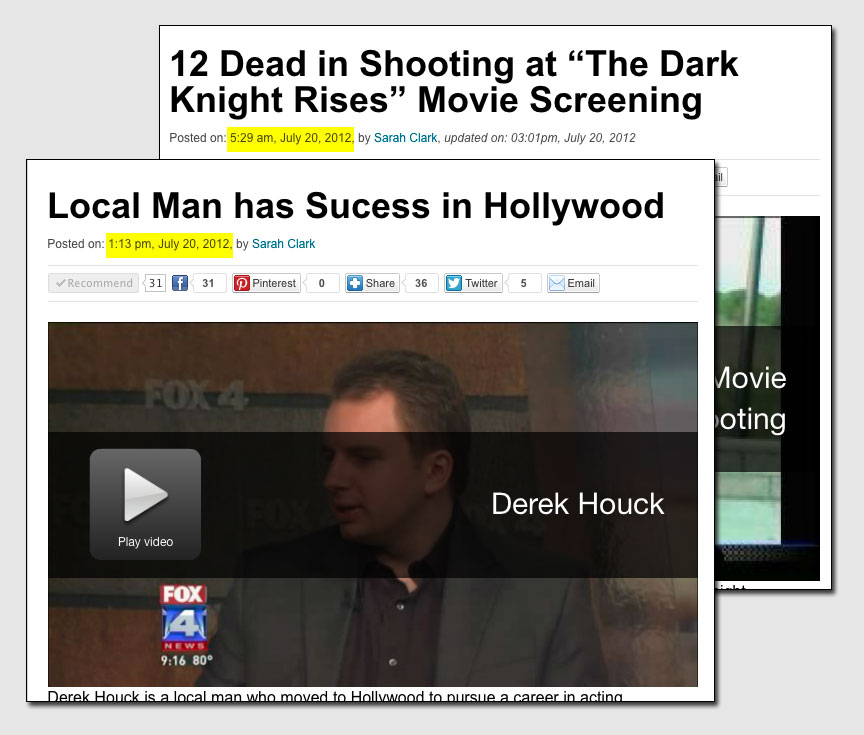 12 Dead in Shooting at “The Dark
Knight Rises” Movie Screening
Posted on: 5:29 am, July 20, 2012, by Sarah Clark, updated on: 03:01pm, July 20, 2012
Local Man has Sucess in Hollywood
Posted on: 1:13 pm, July 20, 2012, by Sarah Clark
Recommend 31 31 Pinterest 0 Share 36 Twitter 5 Email
FOX 4
Movie
ooting
Derek Houck
Play video
FOX
4
NEWS
9:16 80°
Derek Houck is a local man who moved to Hollywood to pursue a career in acting